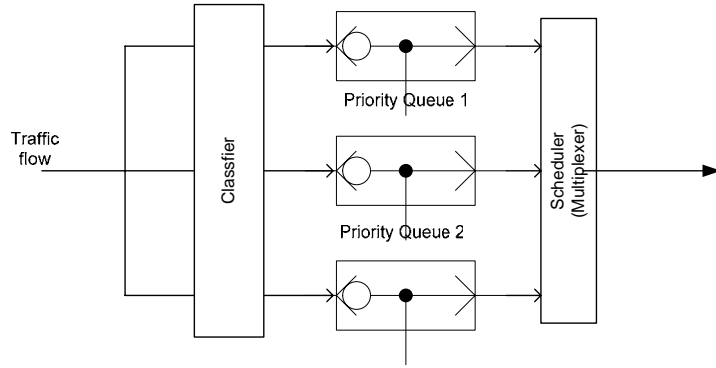 Traffic
flow
Classfier
Priority Queue 1
Priority Queue 2
Scheduler
(Multiplexer)